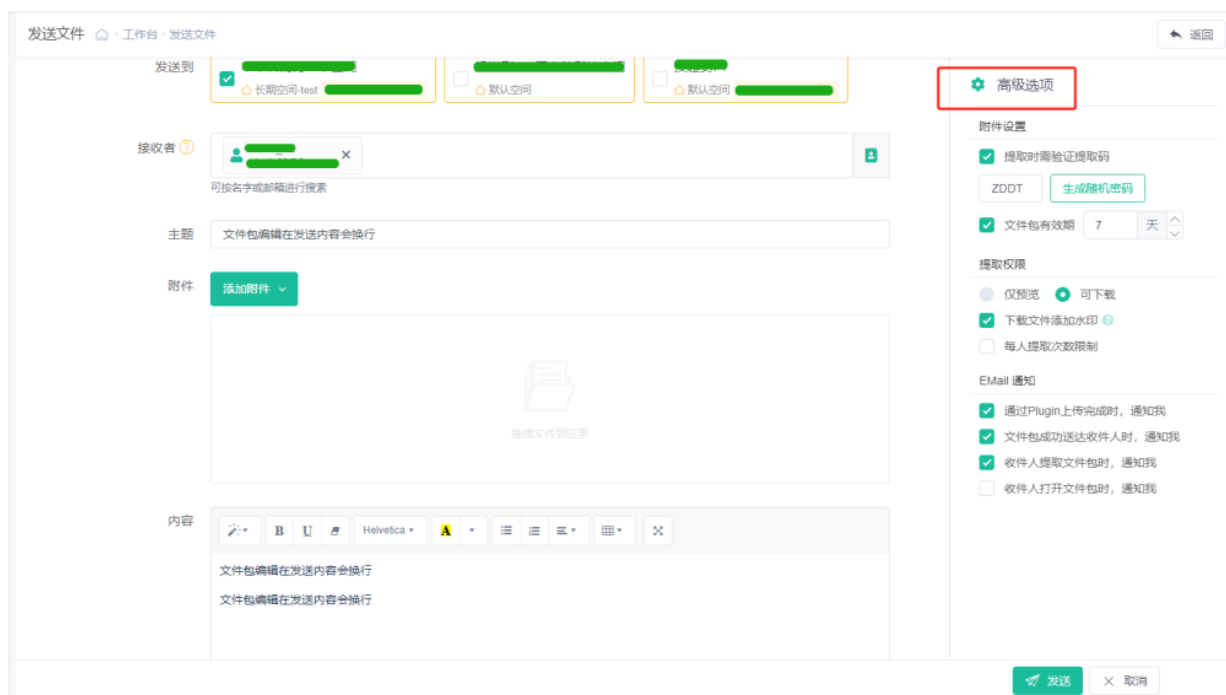 发送文件 工作台 · 发送文件
返回
发送到
长期空间-test
默认空间
默认空间
高级选项
附件设置
接收者
提取时需验证提取码
可按名字或邮箱进行搜索
ZDDT 生成随机密码
文件包有效期 7 天
主题 文件包编辑在发送内容会换行
提取权限
附件 添加附件
仅预览 可下载
下载文件添加水印
每人提取次数限制
EMail 通知
通过Plugin上传完成时，通知我
文件包成功送达收件人时，通知我
拖拽文件到这里
收件人提取文件包时，通知我
收件人打开文件包时，通知我
内容
B U Helvetica A
文件包编辑在发送内容会换行
文件包编辑在发送内容会换行
发送 取消